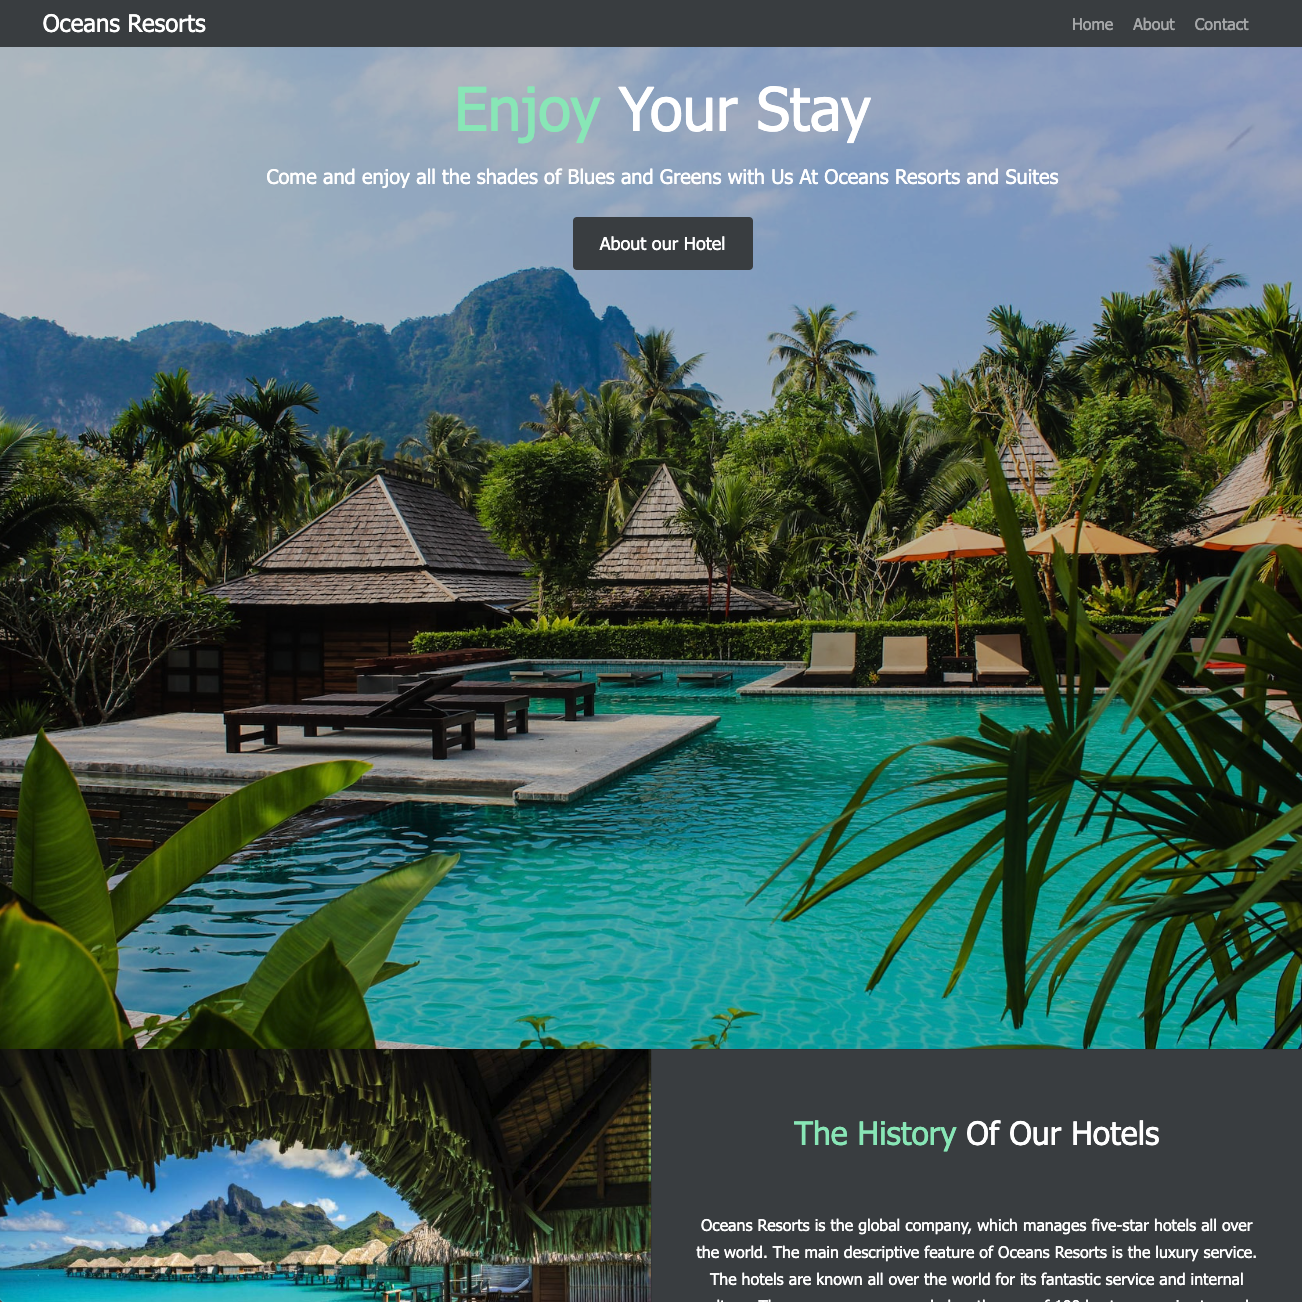 Oceans Resorts
Home About Contact
Enjoy Your Stay
Come and enjoy all the shades of Blues and Greens with Us At Oceans Resorts and Suites
About our Hotel
The History Of Our Hotels
Oceans Resorts is the global company, which manages five-star hotels all over
the world. The main descriptive feature of Oceans Resorts is the luxury service.
The hotels are known all over the world for its fantastic service and internal